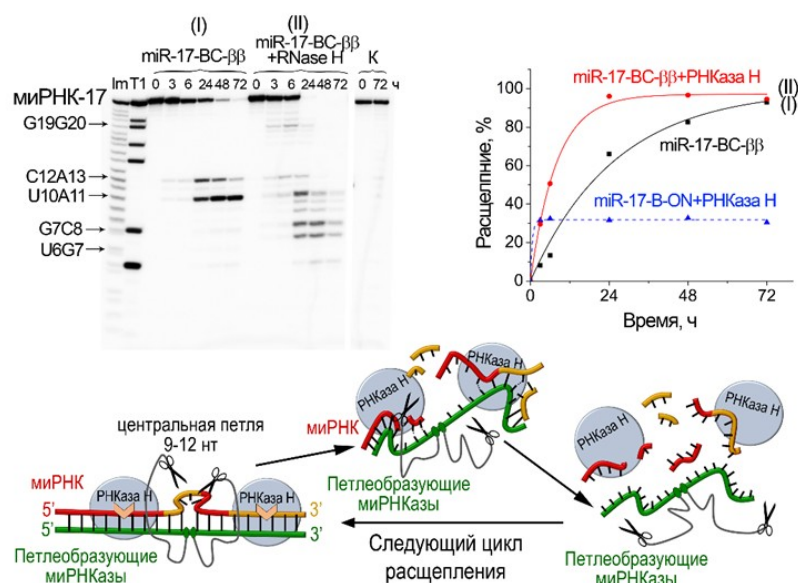 (I)
(II)
miR-17-BC-ββ
miR-17-BC-ββ
+RNase H
К
Im T1 0 3 6 24 48 72 0 3 6 24 48 72 0 72 ч
миРНК-17
G19G20
C12A13
U10A11
G7C8
U6G7
Расщелпние, %
100
80
60
40
20
0
0 24 48 72
Время, ч
miR-17-BC-ββ+РНКаза H
(II)
(I)
miR-17-BC-ββ
miR-17-B-ON+РНКаза H
центральная петля
9-12 нт
миРНК
5'
3'
РНКаза H
РНКаза H
5'
3'
Петлеобразующие
миРНКазы
РНКаза H
РНКаза H
миРНК
Петлеобразующие
миРНКазы
Следующий цикл
расщепления
РНКаза H
РНКаза H
Петлеобразующие
миРНКазы